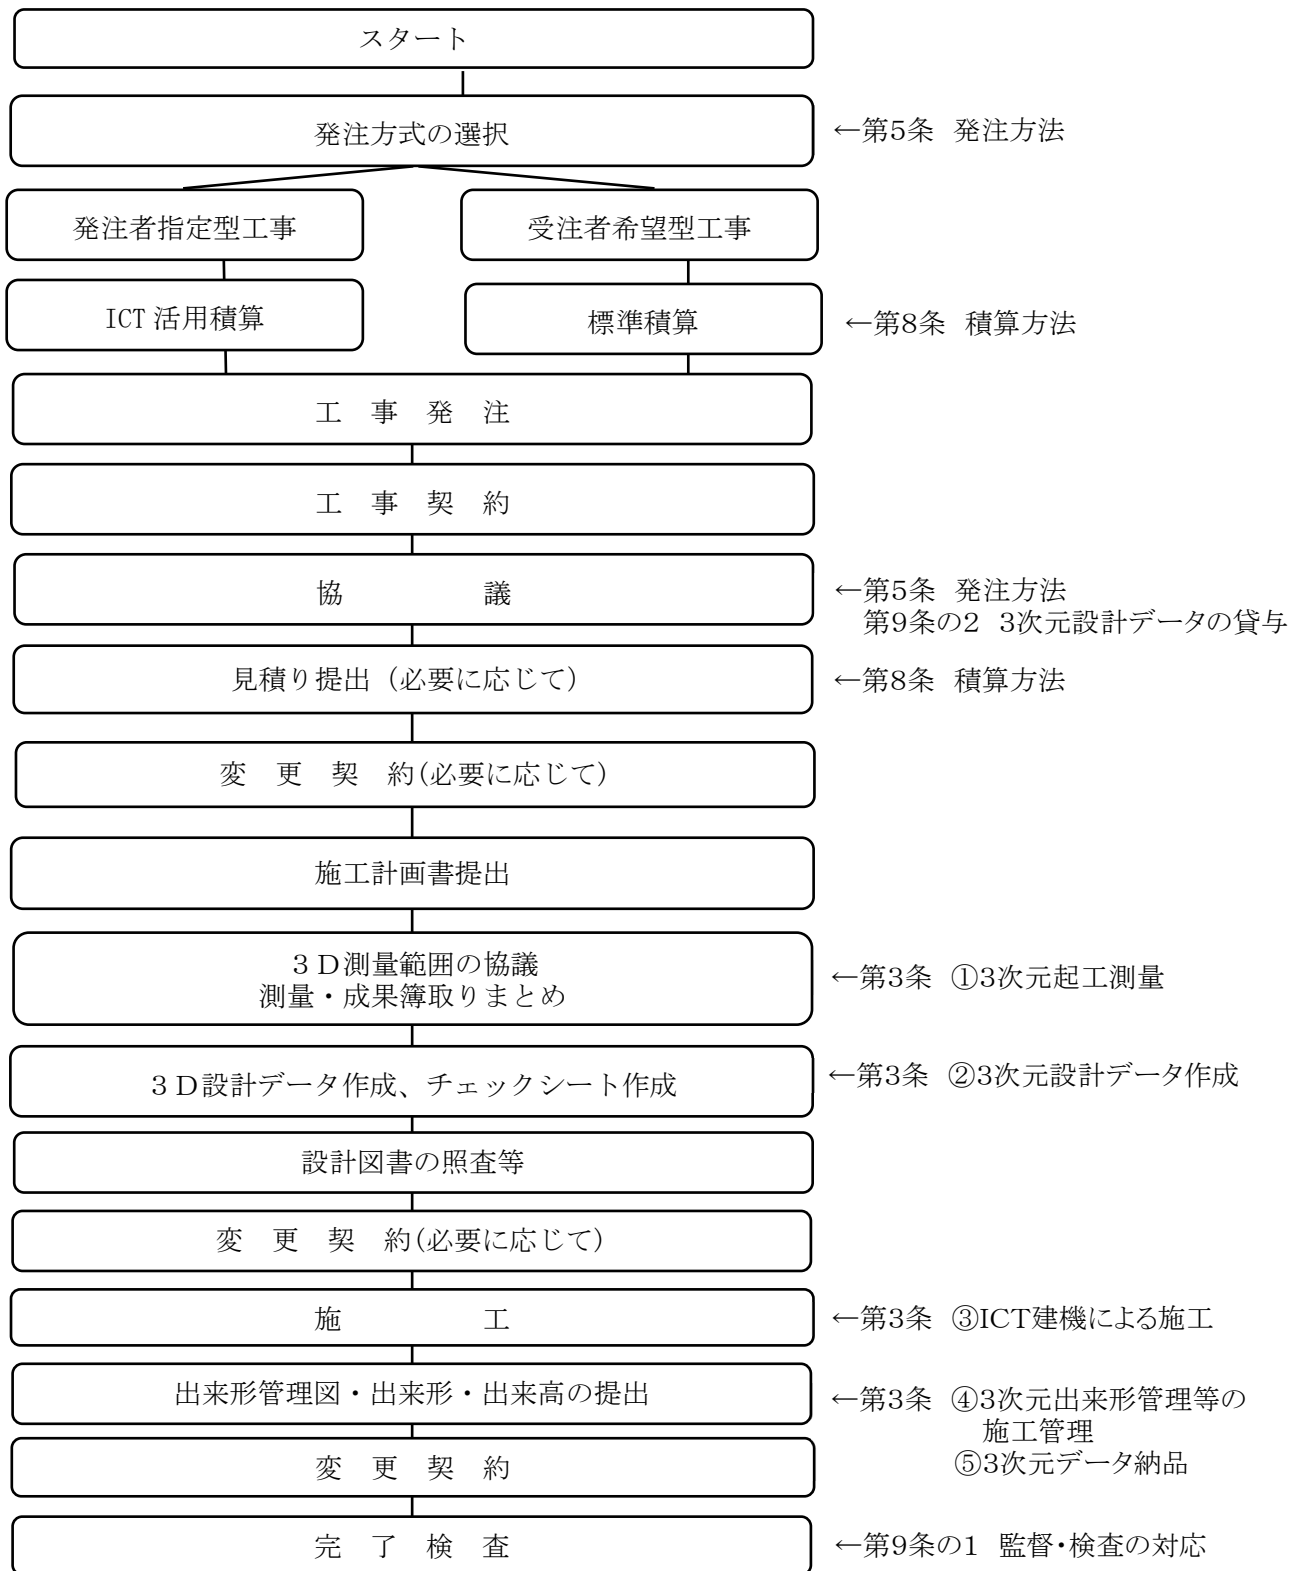 スタート
発注方式の選択
←第5条 発注方法
発注者指定型工事
受注者希望型工事
ICT 活用積算
標準積算
←第8条 積算方法
工 事 発 注
工 事 契 約
協 議
←第5条 発注方法
第9条の2 3次元設計データの貸与
見積り提出(必要に応じて)
←第8条 積算方法
変 更 契 約(必要に応じて)
施工計画書提出
3D測量範囲の協議
測量・成果簿取りまとめ
←第3条 ①3次元起工測量
3D設計データ作成、チェックシート作成
←第3条 ②3次元設計データ作成
設計図書の照査等
変 更 契 約(必要に応じて)
施 工
←第3条 ③ICT建機による施工
出来形管理図・出来形・出来高の提出
←第3条 ④3次元出来形管理等の
施工管理
⑤3次元データ納品
変 更 契 約
完 了 検 査
←第9条の1 監督・検査の対応